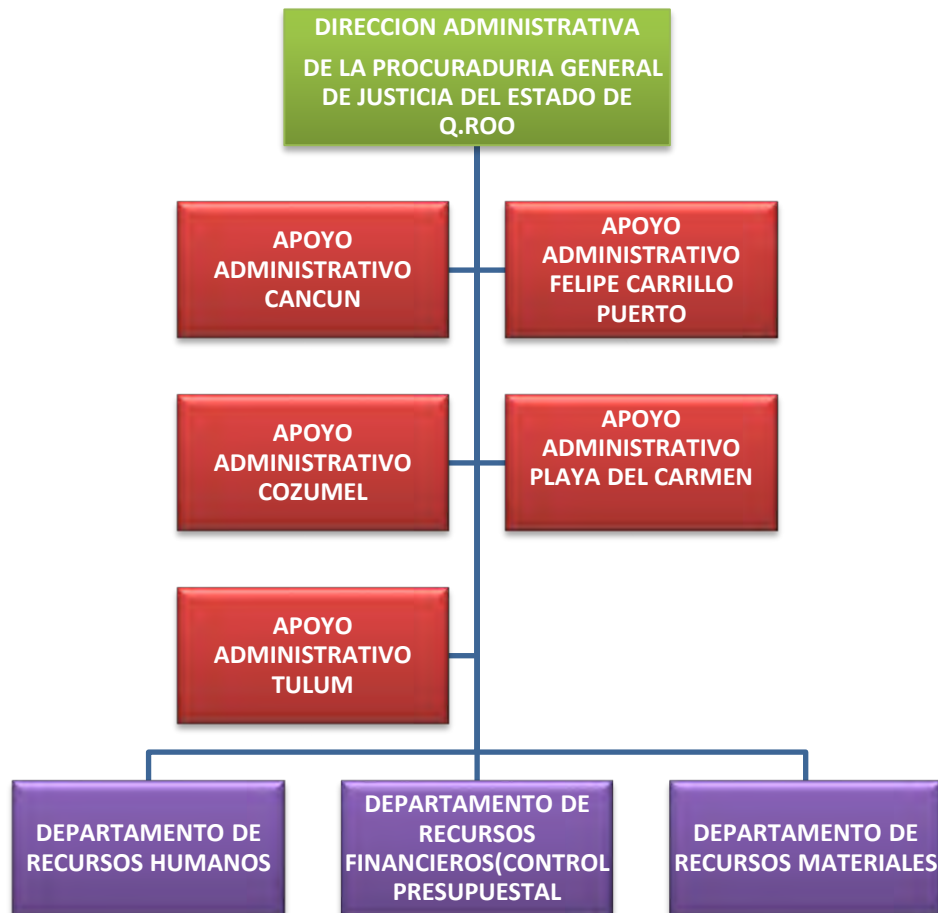 DIRECCION ADMINISTRATIVA
DE LA PROCURADURIA GENERAL
DE JUSTICIA DEL ESTADO DE
Q.ROO
APOYO
ADMINISTRATIVO
CANCUN
APOYO
ADMINISTRATIVO
FELIPE CARRILLO
PUERTO
APOYO
ADMINISTRATIVO
COZUMEL
APOYO
ADMINISTRATIVO
PLAYA DEL CARMEN
APOYO
ADMINISTRATIVO
TULUM
DEPARTAMENTO DE
RECURSOS HUMANOS
DEPARTAMENTO DE
RECURSOS
FINANCIEROS(CONTROL
PRESUPUESTAL
DEPARTAMENTO DE
RECURSOS MATERIALES